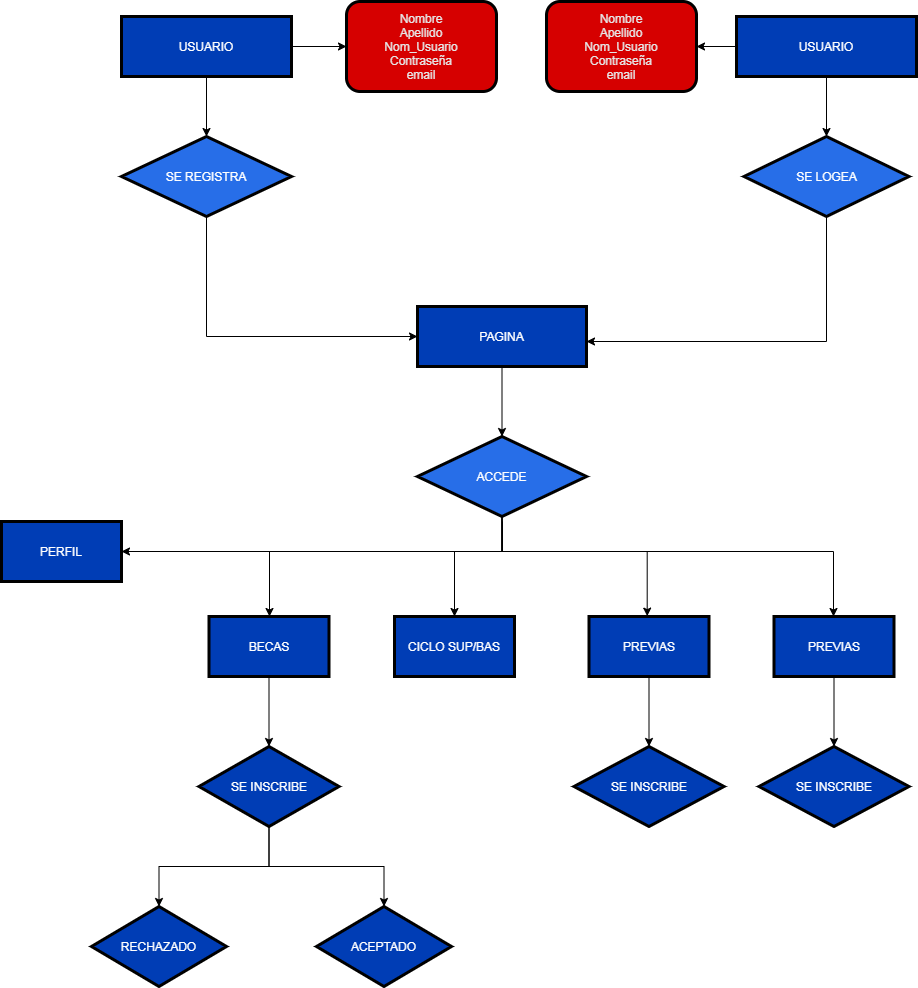 USUARIO
Nombre
Apellido
Nom_Usuario
Contraseña
email
Nombre
Apellido
Nom_Usuario
Contraseña
email
USUARIO
SE REGISTRA
SE LOGEA
PAGINA
ACCEDE
PERFIL
BECAS
CICLO SUP/BAS
PREVIAS
PREVIAS
SE INSCRIBE
SE INSCRIBE
SE INSCRIBE
RECHAZADO
ACEPTADO